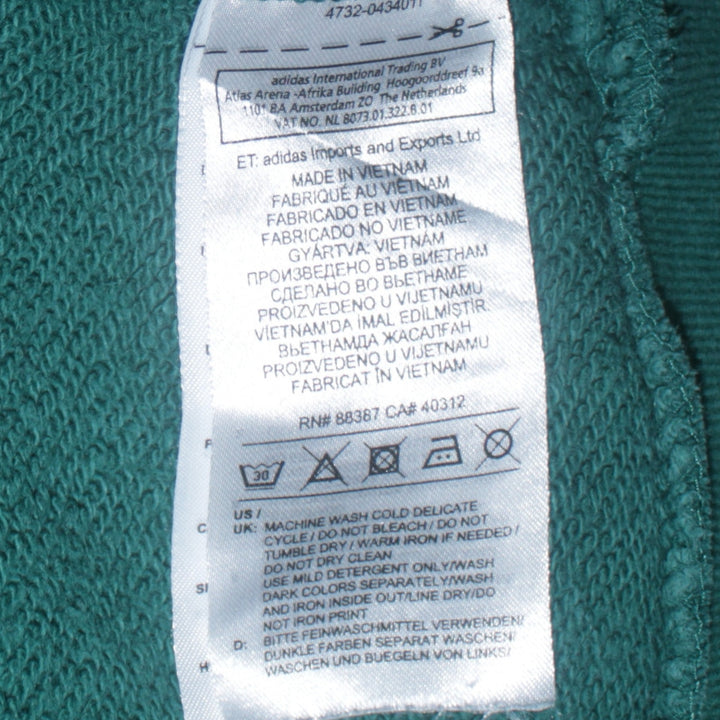 4732-0434011
adidas International Trading BV
Atlas Arena -Afrika Building Hoogoorddreef 9a
1101 BA Amsterdam ZO The Netherlands
VAT NO. NL 8073.01.322.B.01
ET: adidas Imports and Exports Ltd
MADE IN VIETNAM
FABRIQUÉ AU VIETNAM
FABRICADO EN VIETNAM
FABRICADO NO VIETNAME
GYÁRTVA: VIETNÁM
ПРОИЗВЕДЕНО ВЪВ ВИЕТНАМ
СДЕЛАНО ВО ВЬЕТНАМЕ
PROIZVEDENO U VIJETNAMU
VİETNAM'DA İMAL EDİLMİŞTİR.
ВЬЕТНАМДА ЖАСАЛҒАН
PROIZVEDENO U VIJETNAMU
FABRICAT ÎN VIETNAM
RN# 88387 CA# 40312
30
US /
UK: MACHINE WASH COLD DELICATE
CYCLE / DO NOT BLEACH / DO NOT
TUMBLE DRY / WARM IRON IF NEEDED /
DO NOT DRY CLEAN
USE MILD DETERGENT ONLY/WASH
DARK COLORS SEPARATELY/WASH
AND IRON INSIDE OUT/LINE DRY/DO
NOT IRON PRINT
D: BITTE FEINWASCHMITTEL VERWENDEN/
DUNKLE FARBEN SEPARAT WASCHEN/
WASCHEN UND BUEGELN VON LINKS/